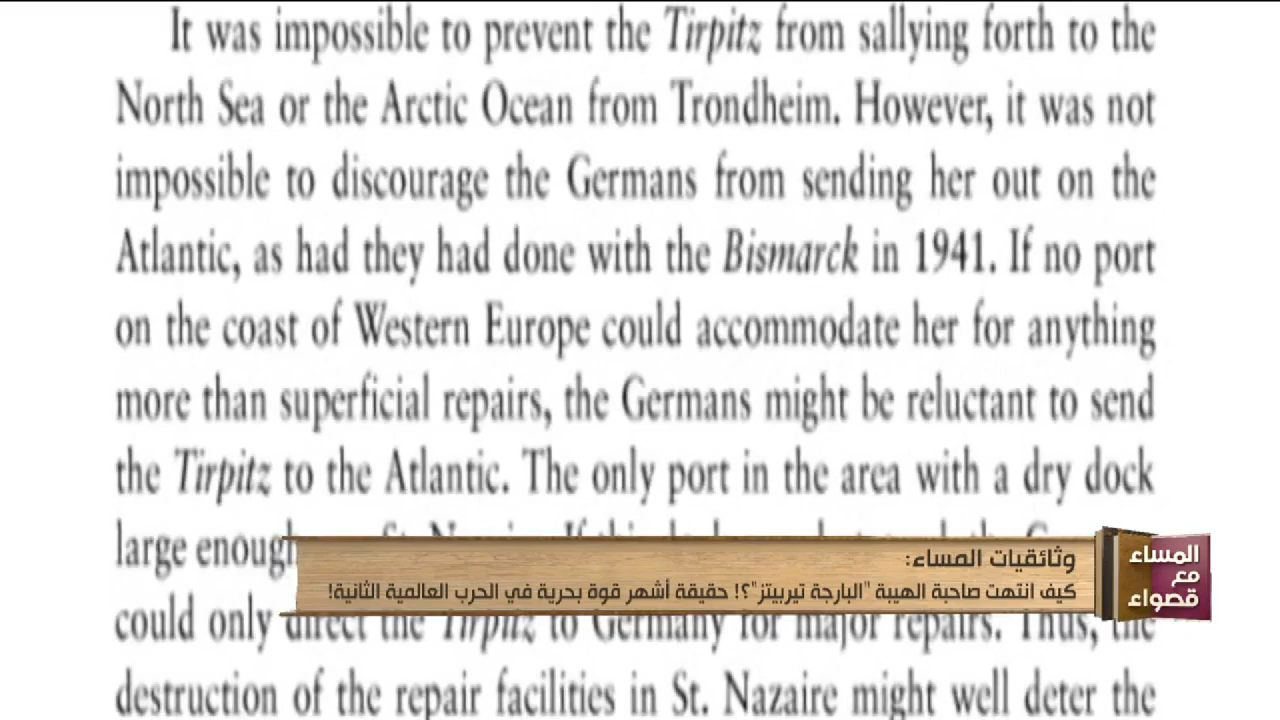 It was impossible to prevent the Tirpitz from sallying forth to the
North Sea or the Arctic Ocean from Trondheim. However, it was not
impossible to discourage the Germans from sending her out on the
Atlantic, as had they had done with the Bismarck in 1941. If no port
on the coast of Western Europe could accommodate her for anything
more than superficial repairs, the Germans might be reluctant to send
the Tirpitz to the Atlantic. The only port in the area with a dry dock
large enough
وثائقيات المساء:
كيف انتهت صاحبة الهيبة "البارجة تيربيتز"؟! حقيقة أشهر قوة بحرية في الحرب العالمية الثانية!
المساء
مع
قصواء
could only direct the Tirpitz to Germany for major repairs. Thus, the
destruction of the repair facilities in St. Nazaire might well deter the